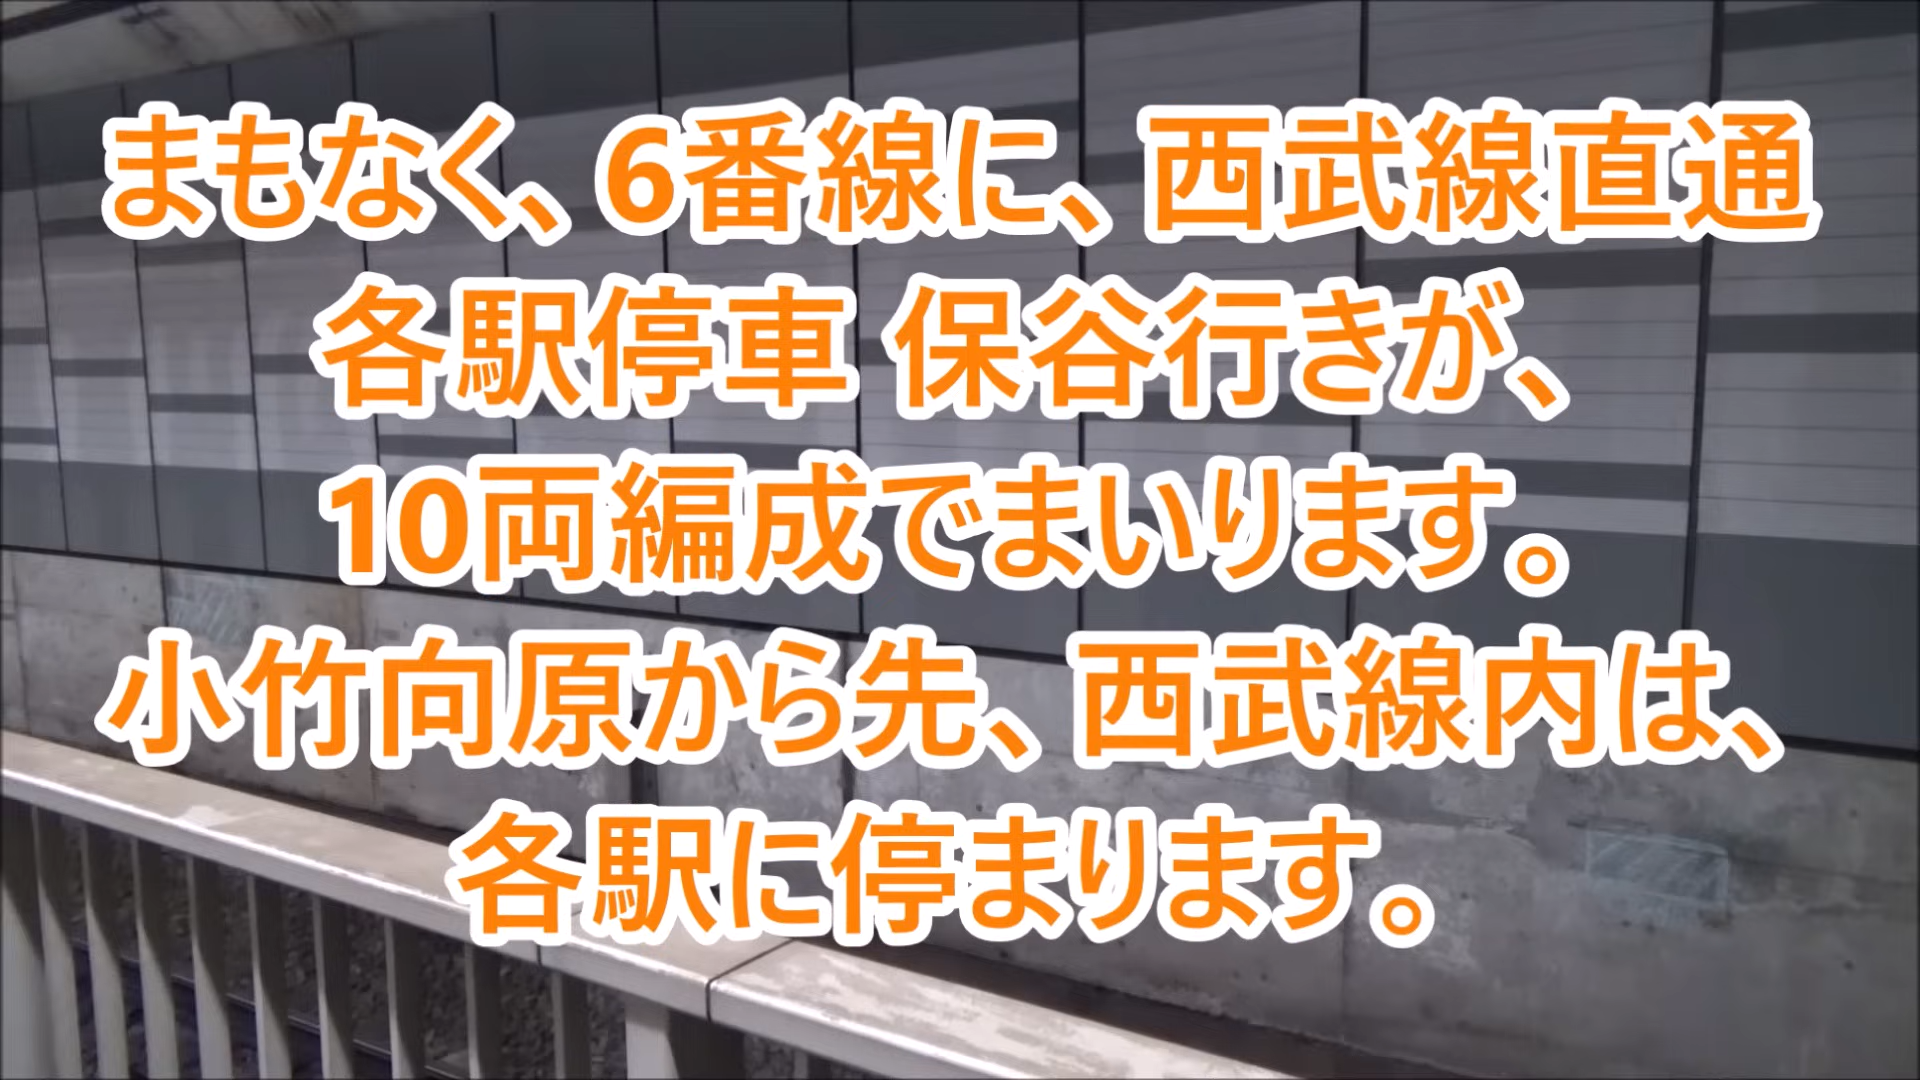 まもなく、6番線に、西武線直通
各駅停車 保谷行きが、
10両編成でまいります。
小竹向原から先、西武線内は、
各駅に停まります。